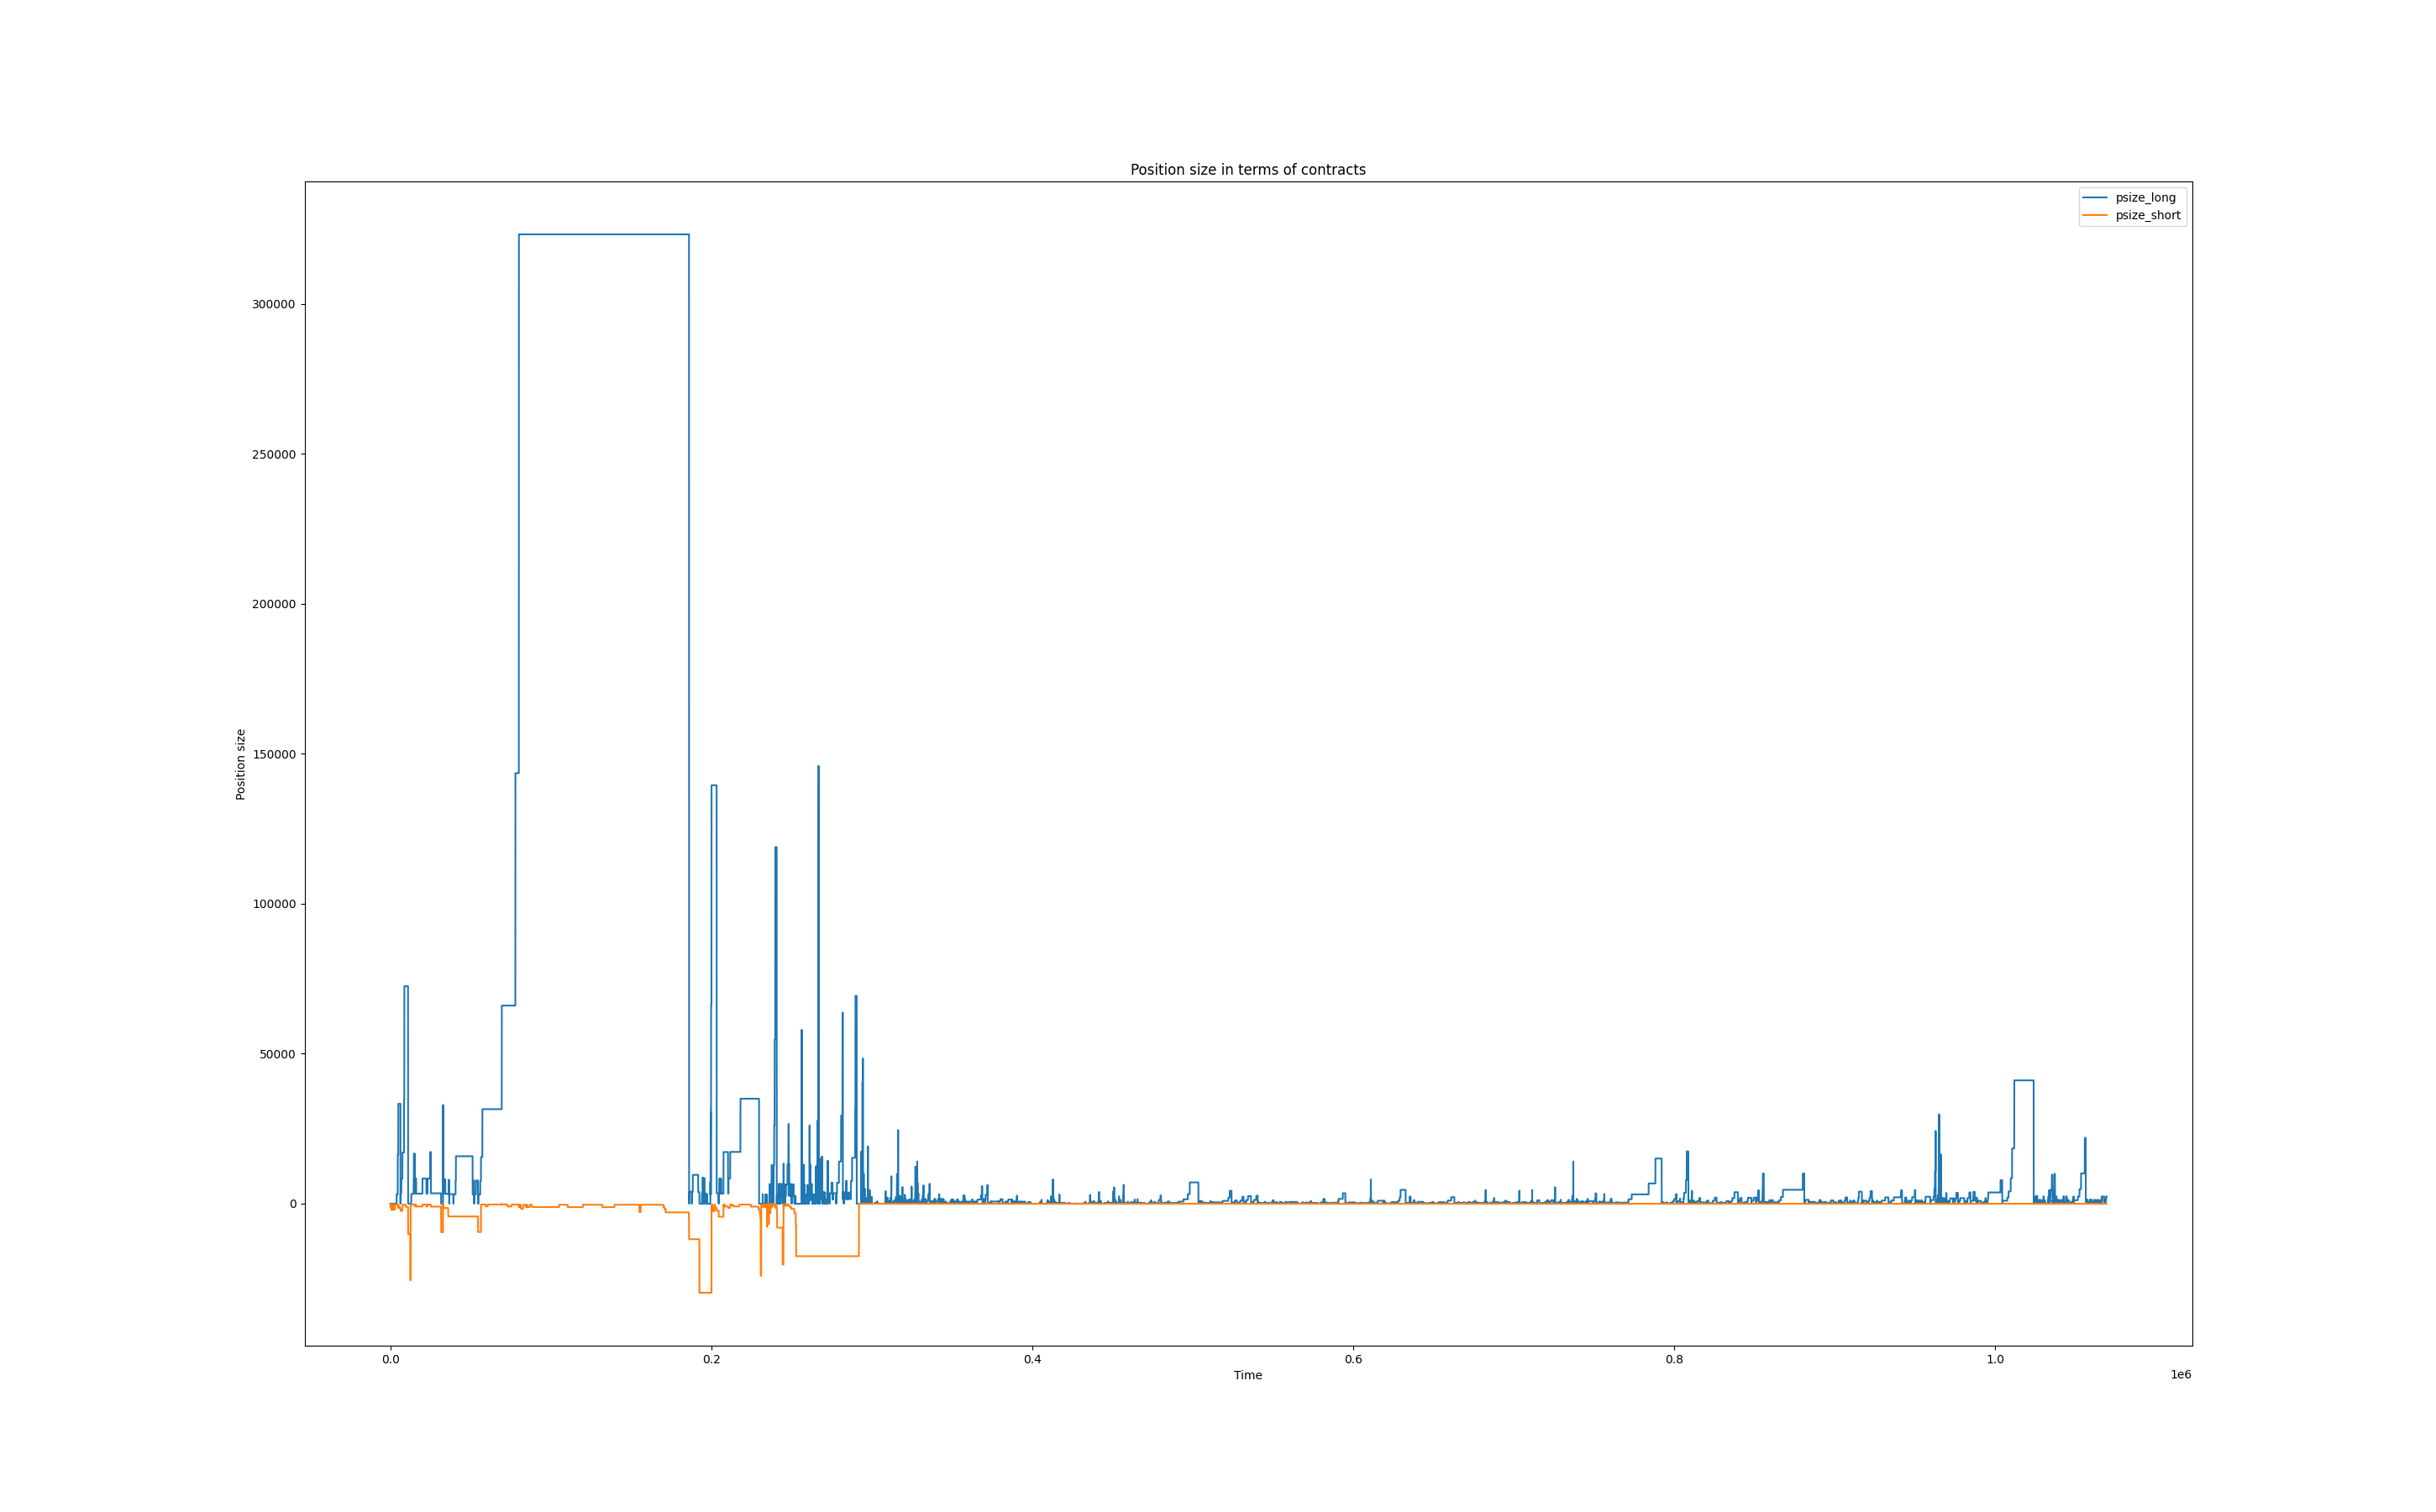 Position size in terms of contracts
psize_long
psize_short
300000
250000
200000
150000
100000
50000
0
Position size
0.0
0.2
0.4
0.6
0.8
1.0
Time
1e6